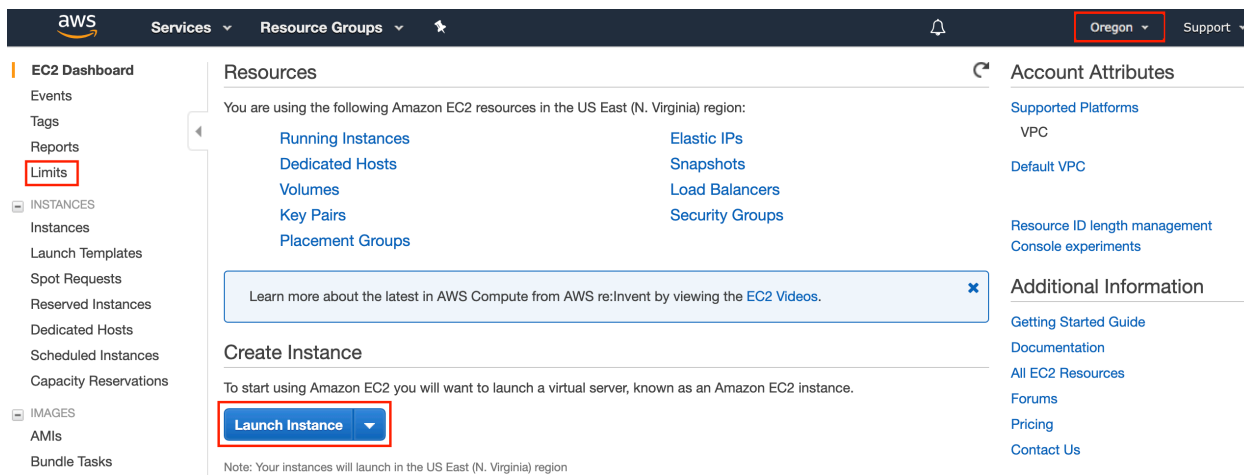 aws Services Resource Groups Oregon Support
EC2 Dashboard
Events
Tags
Reports
Limits
INSTANCES
Instances
Launch Templates
Spot Requests
Reserved Instances
Dedicated Hosts
Scheduled Instances
Capacity Reservations
IMAGES
AMIs
Bundle Tasks
Resources
You are using the following Amazon EC2 resources in the US East (N. Virginia) region:
Running Instances
Dedicated Hosts
Volumes
Key Pairs
Placement Groups
Elastic IPs
Snapshots
Load Balancers
Security Groups
Learn more about the latest in AWS Compute from AWS re:Invent by viewing the EC2 Videos.
Create Instance
To start using Amazon EC2 you will want to launch a virtual server, known as an Amazon EC2 instance.
Launch Instance
Note: Your instances will launch in the US East (N. Virginia) region
Account Attributes
Supported Platforms
VPC
Default VPC
Resource ID length management
Console experiments
Additional Information
Getting Started Guide
Documentation
All EC2 Resources
Forums
Pricing
Contact Us